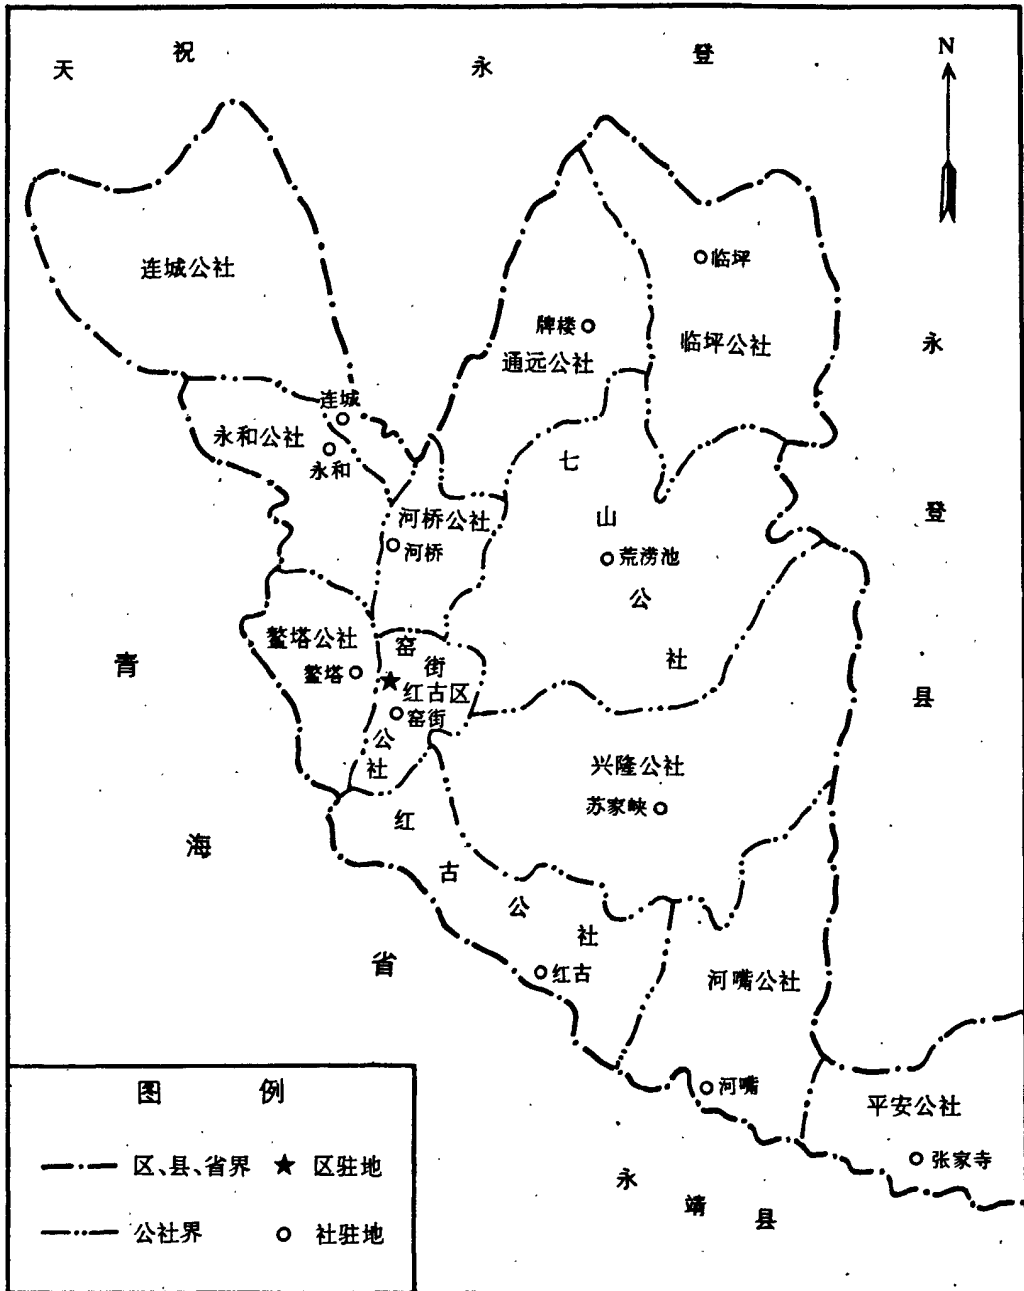 天 祝 永 登
N
连城公社
临坪
牌楼
通远公社
临坪公社
永
登
县
连城
永和公社
永和
七
山
公
社
河桥公社
河桥
荒涝池
鳌塔公社
鳌塔
窑
街
公
社
红古区
窑街
青
海
省
兴隆公社
苏家峡
红
古
公
社
红古
河嘴公社
河嘴
平安公社
张家寺
永
靖
县
图 例
区、县、省界
区驻地
公社界
社驻地